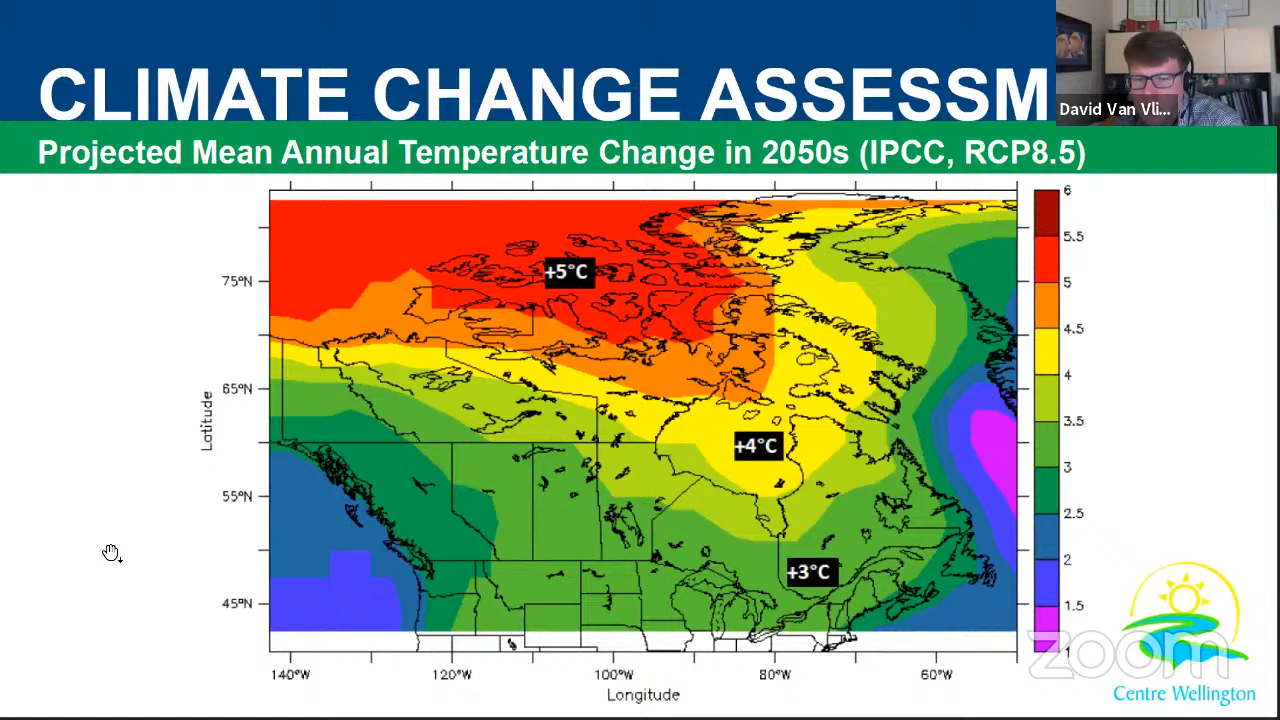 CLIMATE CHANGE ASSESSM
David Van Vli...
Projected Mean Annual Temperature Change in 2050s (IPCC, RCP8.5)
6
5.5
5
4.5
4
3.5
3
2.5
2
1.5
1
+5°C
+4°C
+3°C
75°N
65°N
55°N
45°N
Latitude
140°W
120°W
100°W
80°W
60°W
Longitude
zoom
Centre Wellington